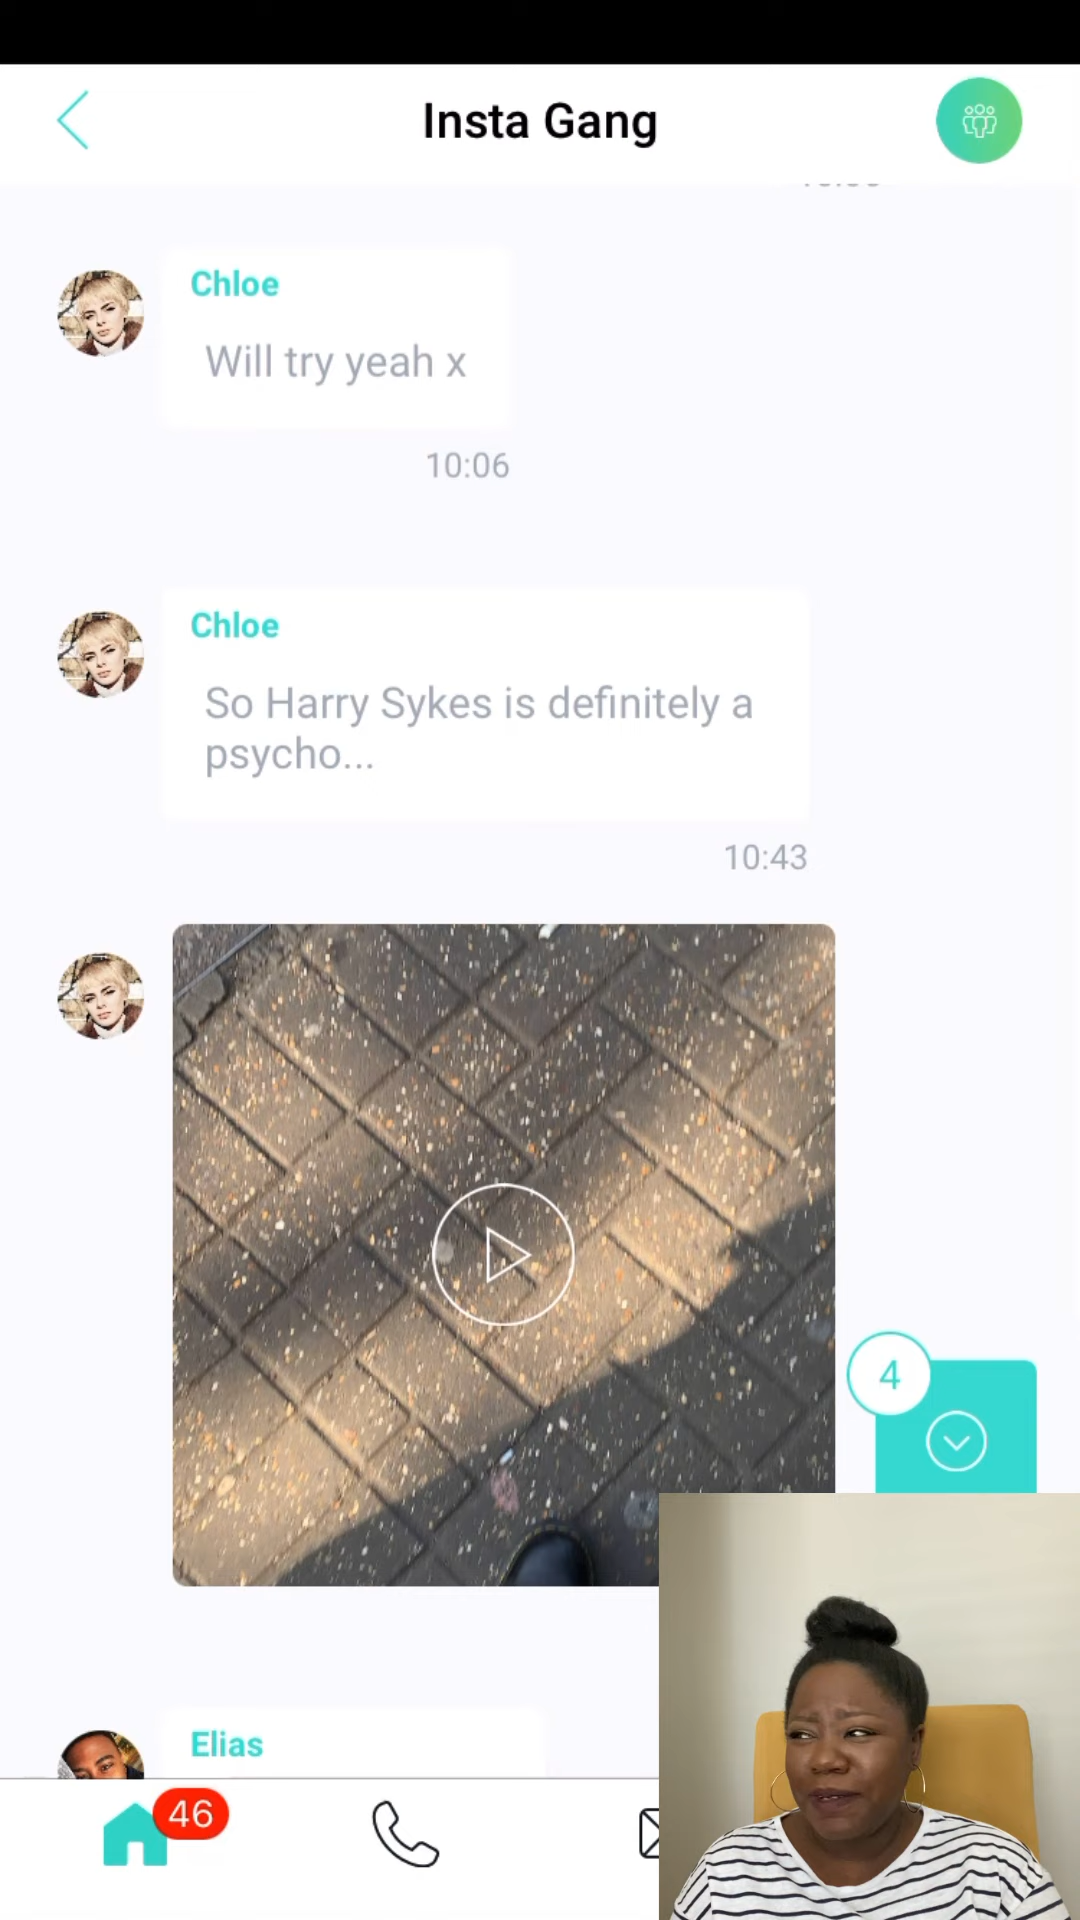 Insta Gang
Chloe
Will try yeah x
10:06
Chloe
So Harry Sykes is definitely a
psycho...
10:43
4
Elias
46